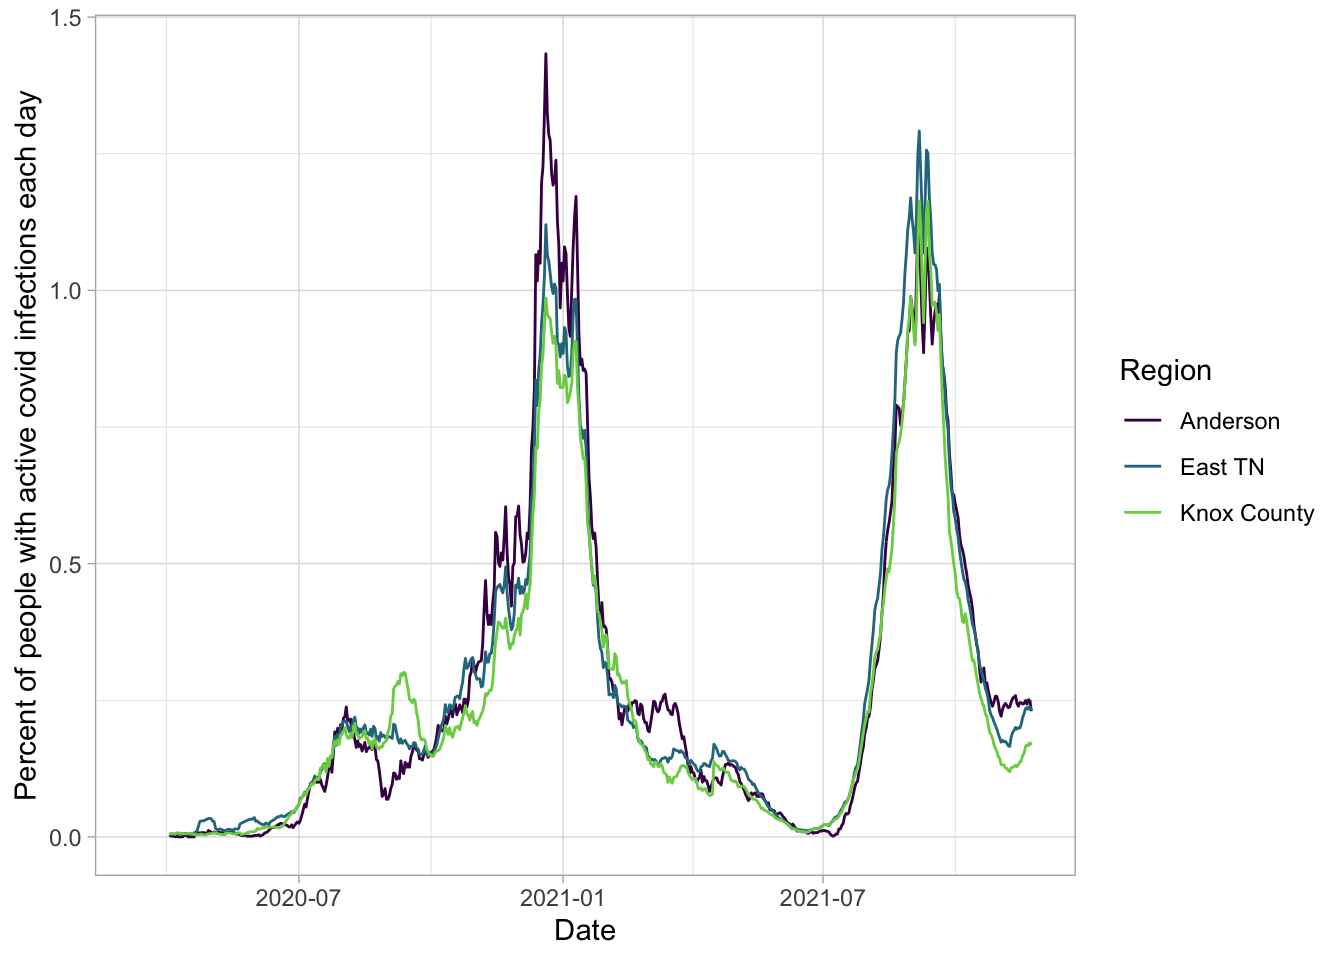 Percent of people with active covid infections each day
1.5
1.0
0.5
0.0
2020-07
2021-01
2021-07
Date
Region
Anderson
East TN
Knox County